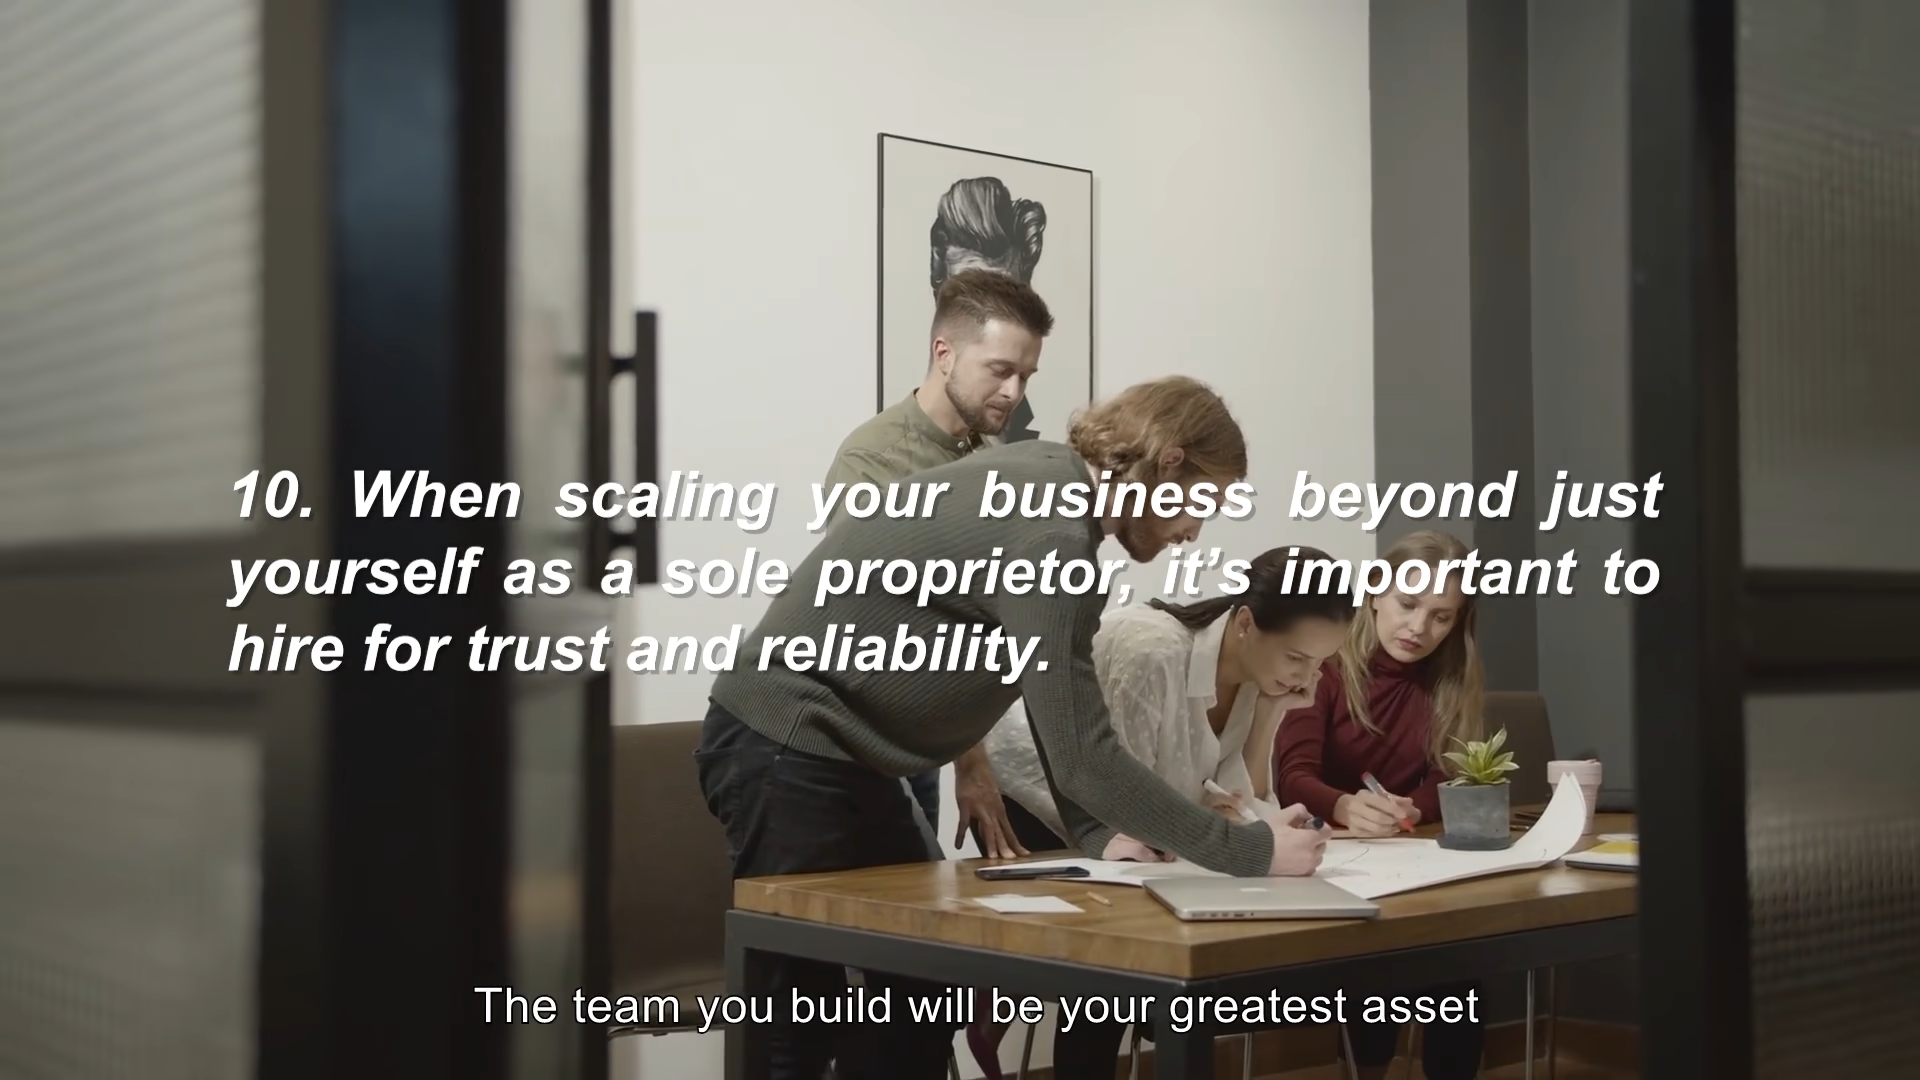 10. When scaling your business beyond just
yourself as a sole proprietor, it’s important to
hire for trust and reliability.
The team you build will be your greatest asset